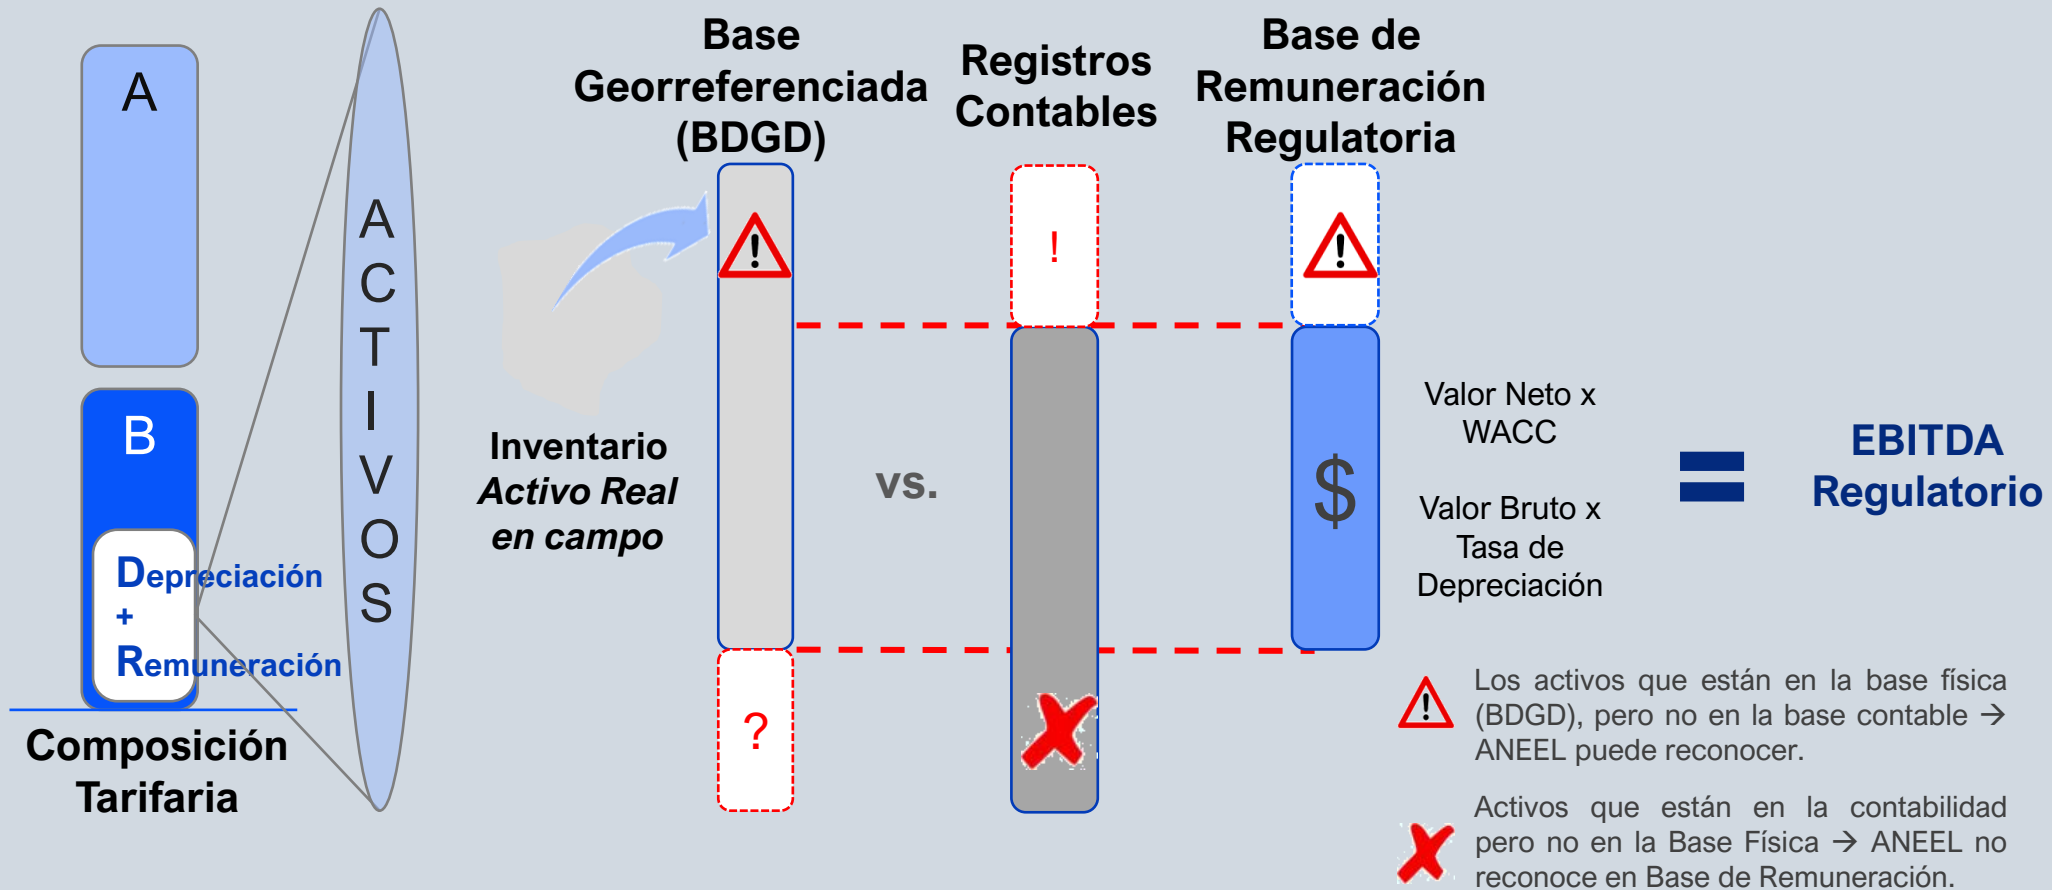 A
B
Depreciación
+
Remuneración
Composición
Tarifaria
A
C
T
I
V
O
S
Inventario
Activo Real
en campo
Base
Georreferenciada
(BDGD)
!
?
vs.
Registros
Contables
!
Base de
Remuneración
Regulatoria
!
$
Valor Neto x
WACC
Valor Bruto x
Tasa de
Depreciación
=
EBITDA
Regulatorio
!
Los activos que están en la base física
(BDGD), pero no en la base contable →
ANEEL puede reconocer.
Activos que están en la contabilidad
pero no en la Base Física → ANEEL no
reconoce en Base de Remuneración.